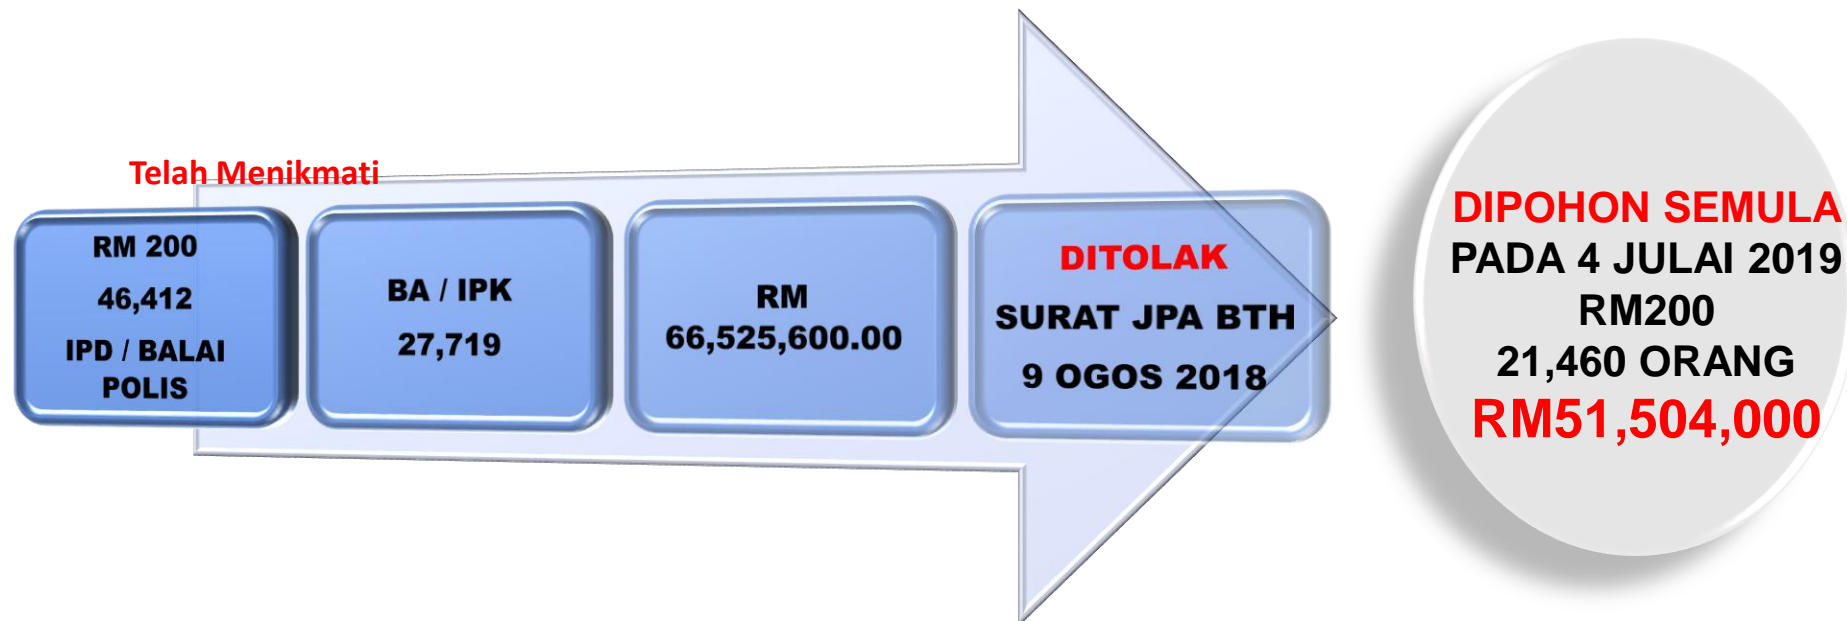 Telah Menikmati
RM 200
46,412
IPD / BALAI
POLIS
BA / IPK
27,719
RM
66,525,600.00
DITOLAK
SURAT JPA BTH
9 OGOS 2018
DIPOHON SEMULA
PADA 4 JULAI 2019
RM200
21,460 ORANG
RM51,504,000